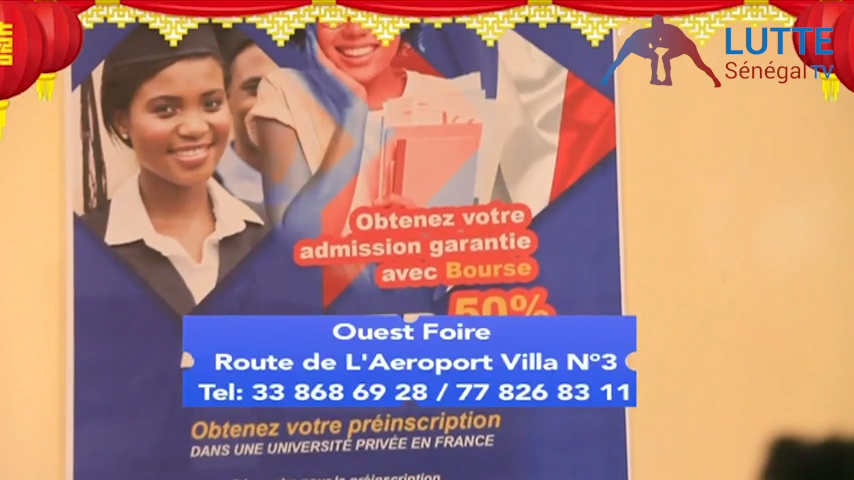 LUTTE
Sénégal TV
Obtenez votre
admission garantie
avec Bourse
50%
Ouest Foire
Route de L'Aeroport Villa N°3
Tel: 33 868 69 28 / 77 826 83 11
Obtenez votre préinscription
DANS UNE UNIVERSITÉ PRIVÉE EN FRANCE